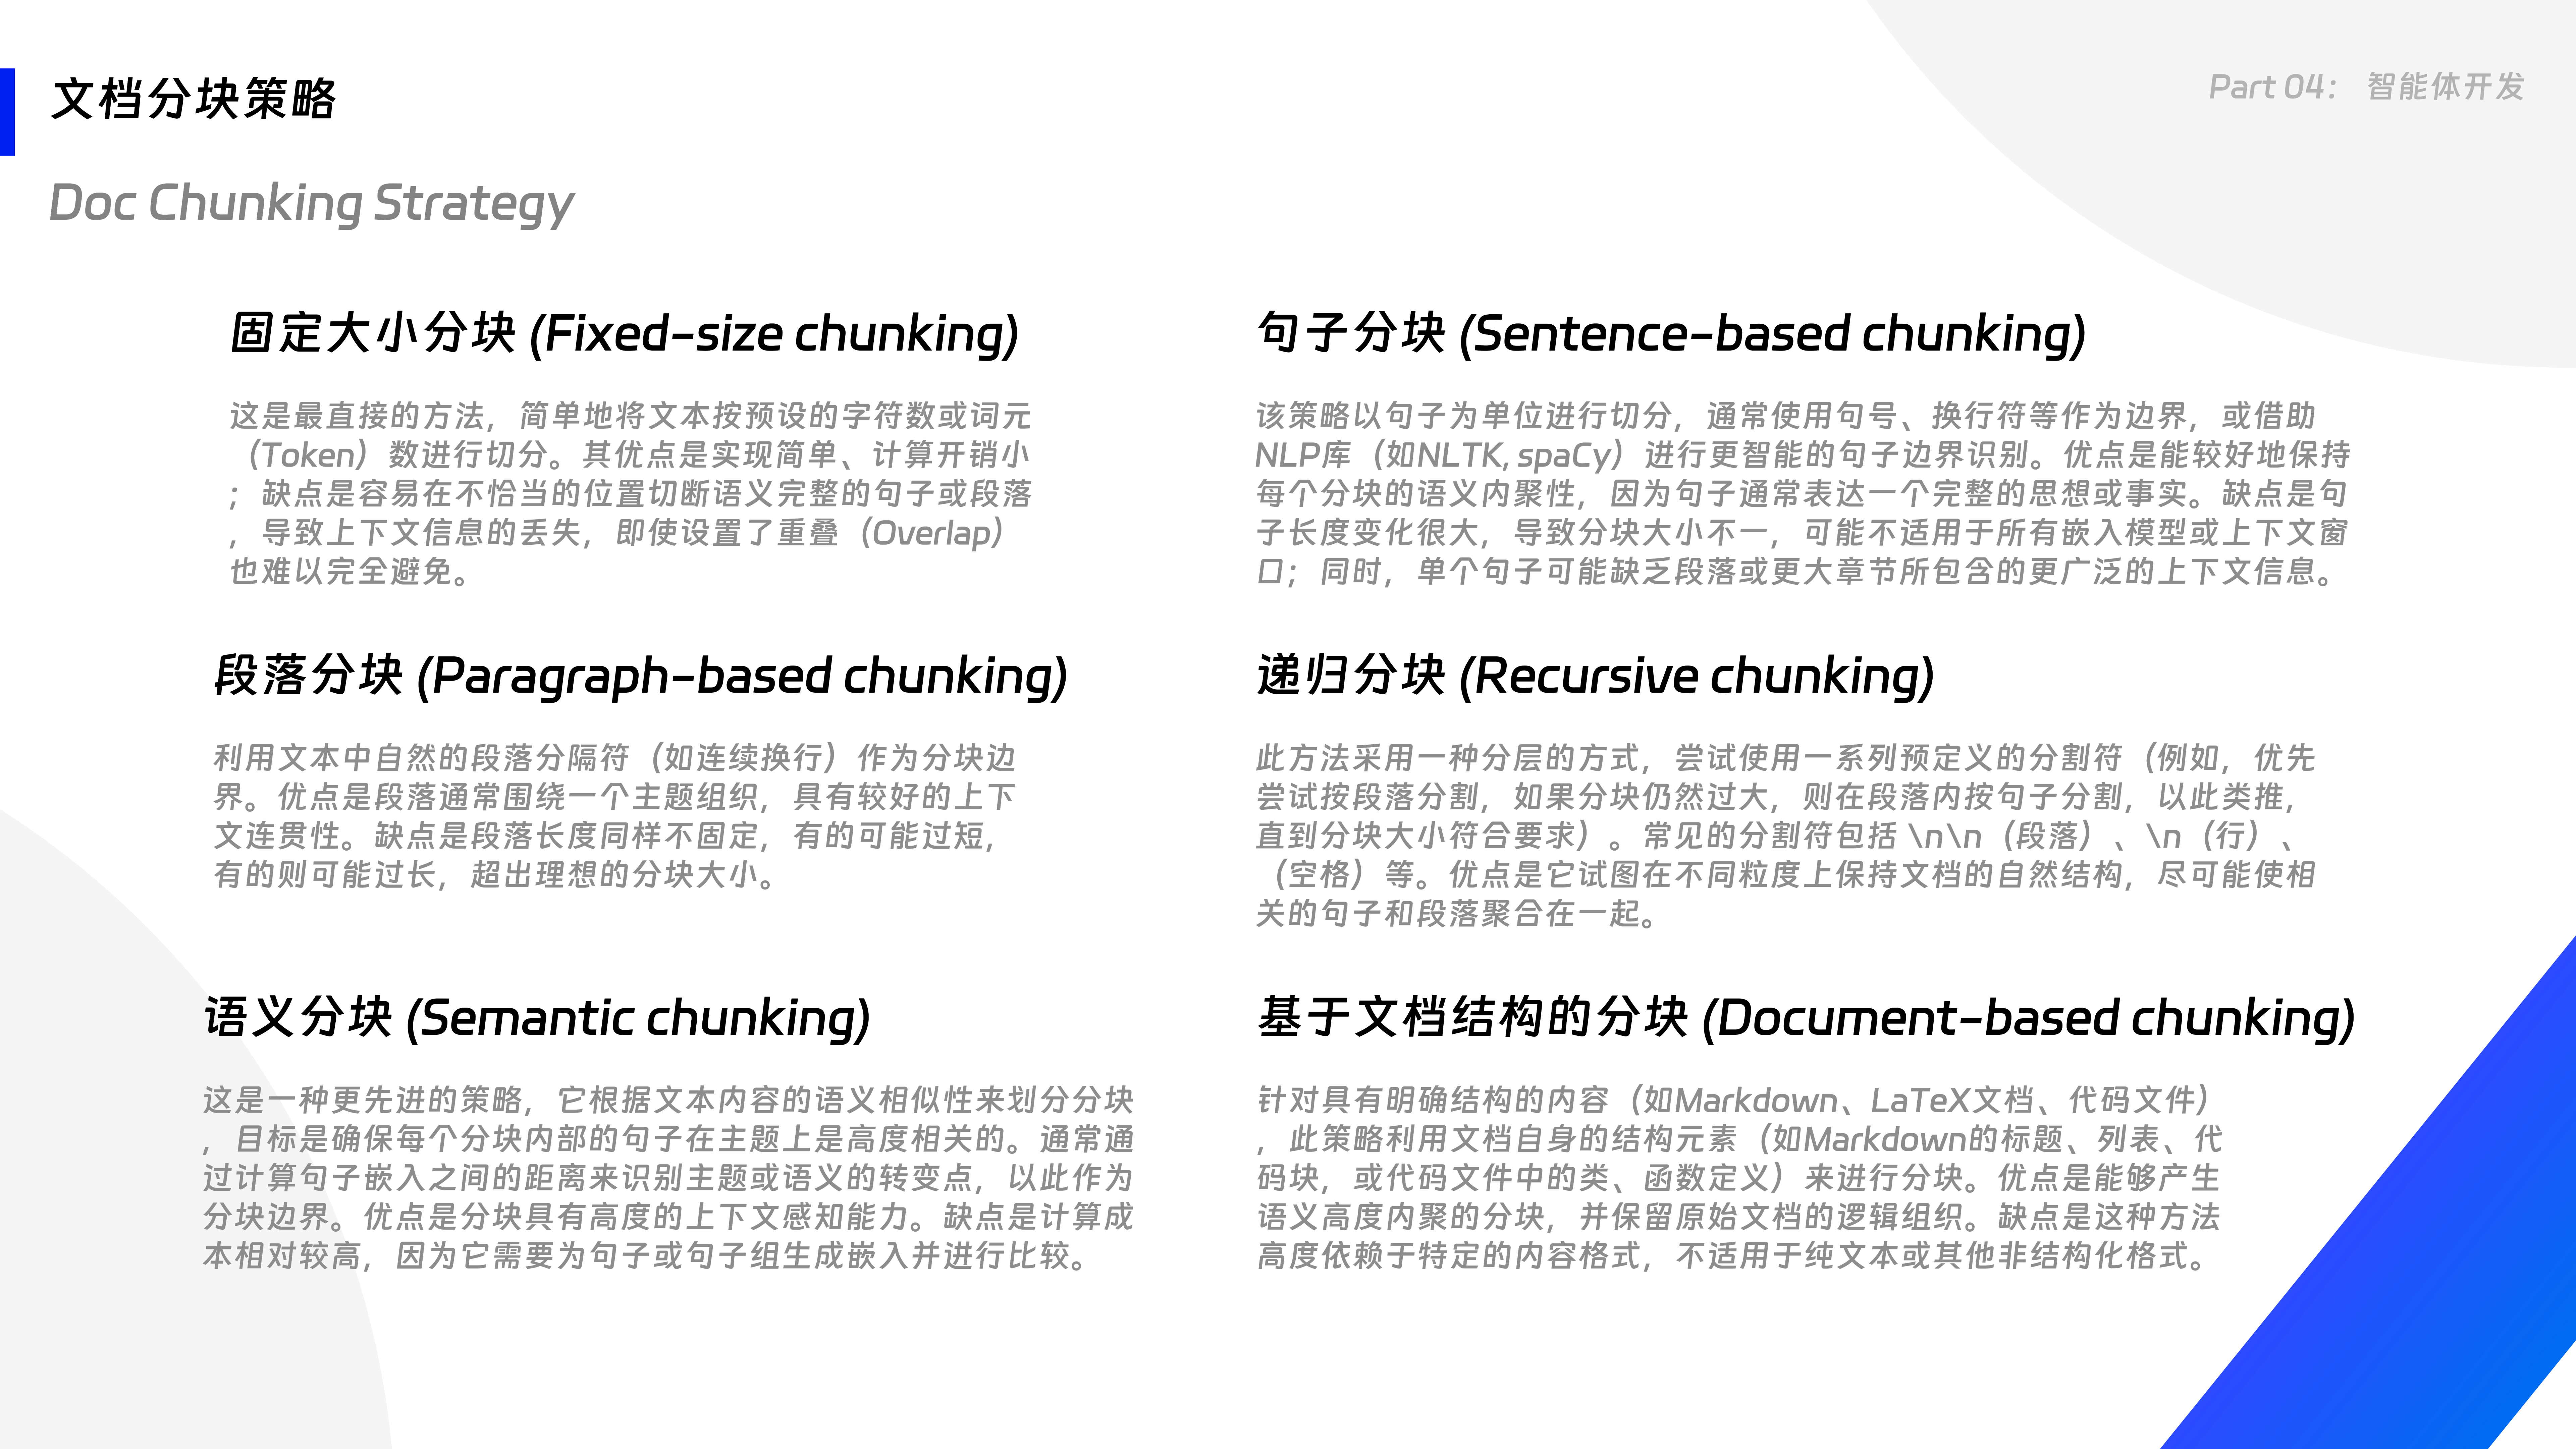 文档分块策略
Part 04： 智能体开发
Doc Chunking Strategy
固定大小分块 (Fixed-size chunking)
这是最直接的方法，简单地将文本按预设的字符数或词元
（Token）数进行切分。其优点是实现简单、计算开销小
；缺点是容易在不恰当的位置切断语义完整的句子或段落
，导致上下文信息的丢失，即使设置了重叠（Overlap）
也难以完全避免。
句子分块 (Sentence-based chunking)
该策略以句子为单位进行切分，通常使用句号、换行符等作为边界，或借助
NLP库（如NLTK, spaCy）进行更智能的句子边界识别。优点是能较好地保持
每个分块的语义内聚性，因为句子通常表达一个完整的思想或事实。缺点是句
子长度变化很大，导致分块大小不一，可能不适用于所有嵌入模型或上下文窗
口；同时，单个句子可能缺乏段落或更大章节所包含的更广泛的上下文信息。
段落分块 (Paragraph-based chunking)
利用文本中自然的段落分隔符（如连续换行）作为分块边
界。优点是段落通常围绕一个主题组织，具有较好的上下
文连贯性。缺点是段落长度同样不固定，有的可能过短，
有的则可能过长，超出理想的分块大小。
递归分块 (Recursive chunking)
此方法采用一种分层的方式，尝试使用一系列预定义的分割符（例如，优先
尝试按段落分割，如果分块仍然过大，则在段落内按句子分割，以此类推，
直到分块大小符合要求）。常见的分割符包括 \n\n（段落）、\n（行）、
（空格）等。优点是它试图在不同粒度上保持文档的自然结构，尽可能使相
关的句子和段落聚合在一起。
语义分块 (Semantic chunking)
这是一种更先进的策略，它根据文本内容的语义相似性来划分分块
，目标是确保每个分块内部的句子在主题上是高度相关的。通常通
过计算句子嵌入之间的距离来识别主题或语义的转变点，以此作为
分块边界。优点是分块具有高度的上下文感知能力。缺点是计算成
本相对较高，因为它需要为句子或句子组生成嵌入并进行比较。
基于文档结构的分块 (Document-based chunking)
针对具有明确结构的内容（如Markdown、LaTeX文档、代码文件）
，此策略利用文档自身的结构元素（如Markdown的标题、列表、代
码块，或代码文件中的类、函数定义）来进行分块。优点是能够产生
语义高度内聚的分块，并保留原始文档的逻辑组织。缺点是这种方法
高度依赖于特定的内容格式，不适用于纯文本或其他非结构化格式。